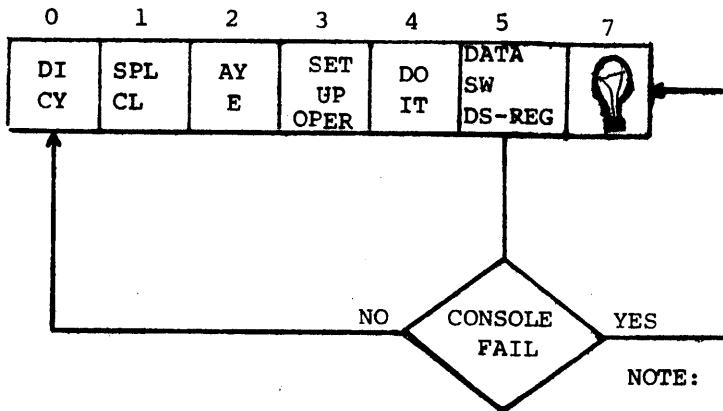 0 1 2 3 4 5 7
DI
CY
SPL
CL
AY
E
SET
UP
OPER
DO
IT
DATA
SW
DS-REG
NO
CONSOLE
FAIL
YES
NOTE: